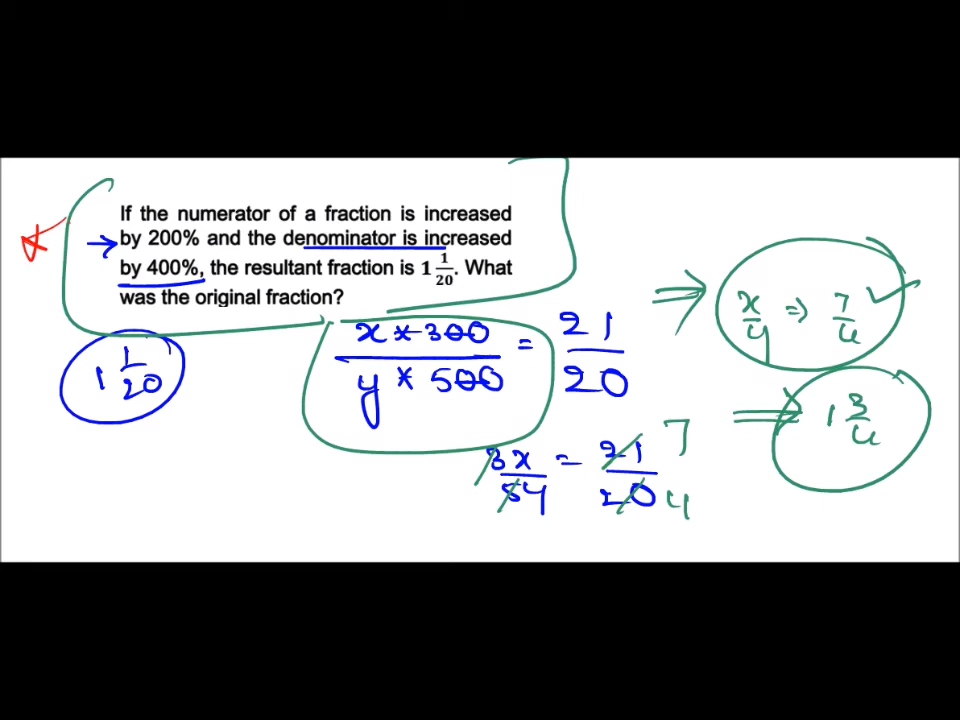 If the numerator of a fraction is increased
by 200% and the denominator is increased
by 400%, the resultant fraction is 1 1/20. What
was the original fraction?
1 1/20
x * 300 / y * 500 = 21/20
3x/5y = 21/20
7
4
x/y => 7/4
=> 1 3/4